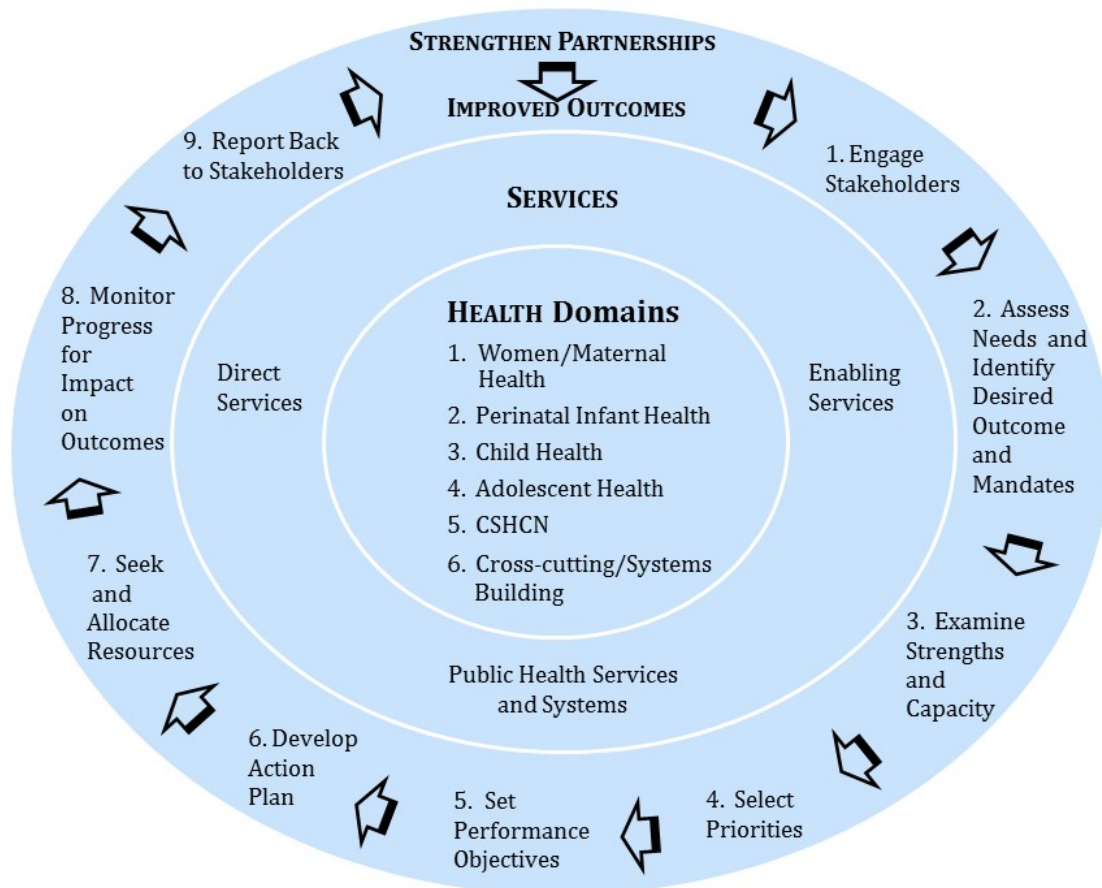 STRENGTHEN PARTNERSHIPS
IMPROVED OUTCOMES
1. Engage
Stakeholders
2. Assess
Needs and
Identify
Desired
Outcome
and
Mandates
3. Examine
Strengths
and
Capacity
4. Select
Priorities
5. Set
Performance
Objectives
6. Develop
Action
Plan
7. Seek
and
Allocate
Resources
8. Monitor
Progress
for
Impact
on
Outcomes
9. Report Back
to Stakeholders
SERVICES
Direct
Services
Enabling
Services
Public Health Services
and Systems
HEALTH Domains
1. Women/Maternal
Health
2. Perinatal Infant Health
3. Child Health
4. Adolescent Health
5. CSHCN
6. Cross-cutting/Systems
Building